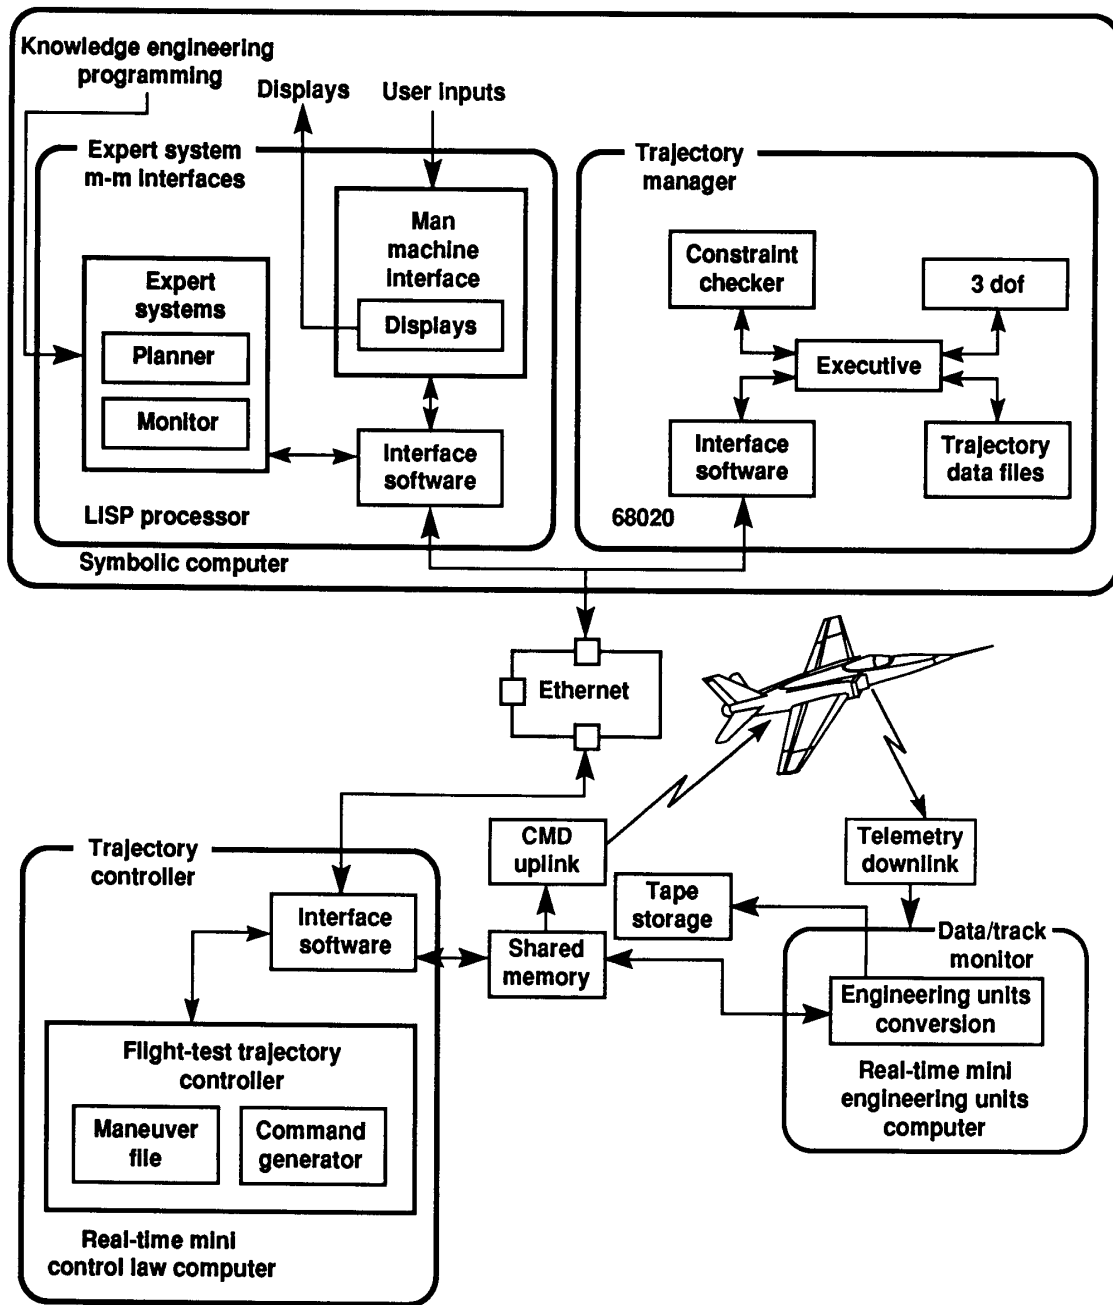 Knowledge engineering
programming
Displays
User inputs
Expert system
m-m interfaces
Man
machine
interface
Displays
Expert
systems
Planner
Monitor
Interface
software
LISP processor
Symbolic computer
Trajectory
manager
Constraint
checker
3 dof
Executive
Interface
software
Trajectory
data files
68020
Ethernet
CMD
uplink
Telemetry
downlink
Tape
storage
Shared
memory
Trajectory
controller
Interface
software
Flight-test trajectory
controller
Maneuver
file
Command
generator
Real-time mini
control law computer
Data/track
monitor
Engineering units
conversion
Real-time mini
engineering units
computer